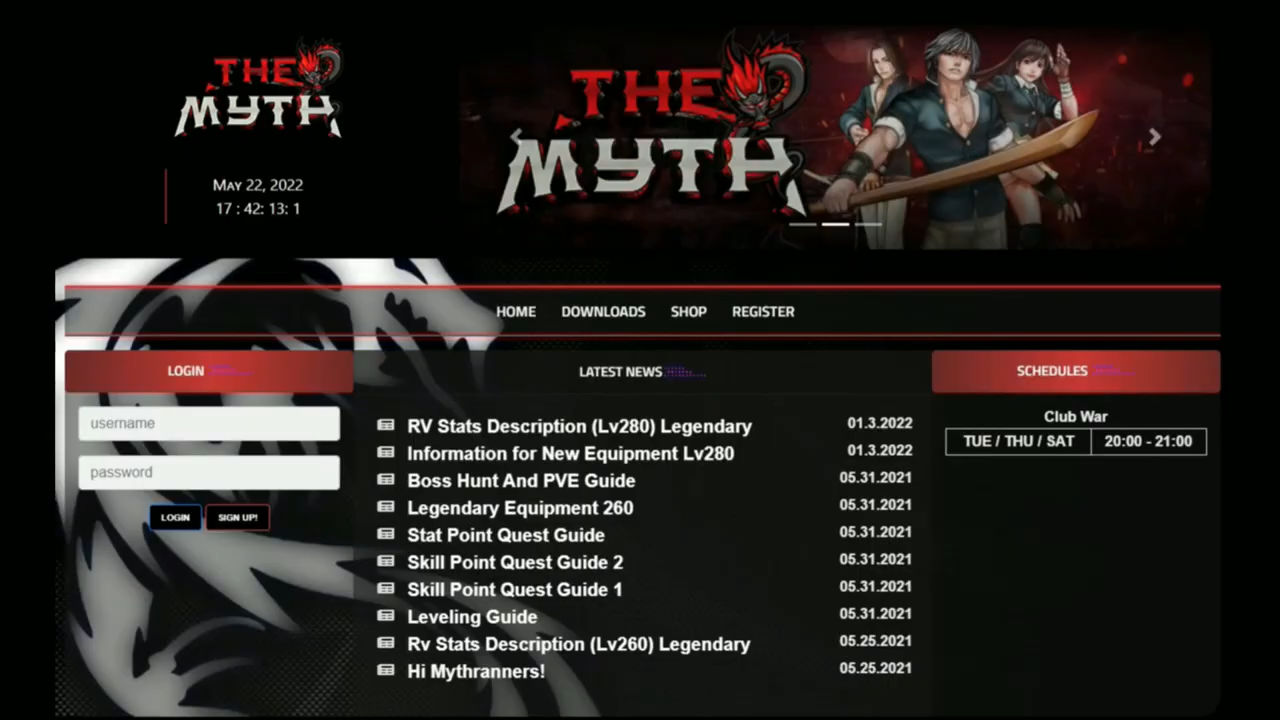 THE
MYTH
MAY 22, 2022
17 : 42: 13: 1
THE
MYTH
HOME DOWNLOADS SHOP REGISTER
LOGIN
username
password
LOGIN SIGN UP!
LATEST NEWS
RV Stats Description (Lv280) Legendary 01.3.2022
Information for New Equipment Lv280 01.3.2022
Boss Hunt And PVE Guide 05.31.2021
Legendary Equipment 260 05.31.2021
Stat Point Quest Guide 05.31.2021
Skill Point Quest Guide 2 05.31.2021
Skill Point Quest Guide 1 05.31.2021
Leveling Guide 05.31.2021
Rv Stats Description (Lv260) Legendary 05.25.2021
Hi Mythranners! 05.25.2021
SCHEDULES
Club War
TUE / THU / SAT 20:00 - 21:00